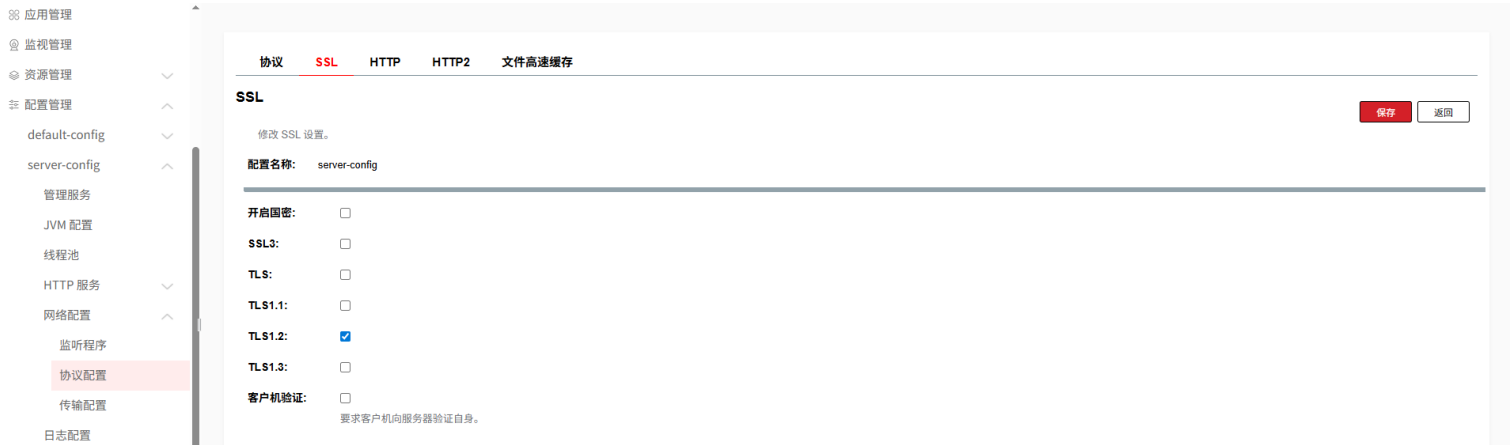 应用管理
监视管理
资源管理
配置管理
default-config
server-config
管理服务
JVM 配置
线程池
HTTP 服务
网络配置
监听程序
协议配置
传输配置
日志配置
协议 SSL HTTP HTTP2 文件高速缓存
SSL
保存 返回
修改 SSL 设置。
配置名称: server-config
开启国密:
SSL3:
TLS:
TLS1.1:
TLS1.2:
TLS1.3:
客户机验证:
要求客户机向服务器验证自身。